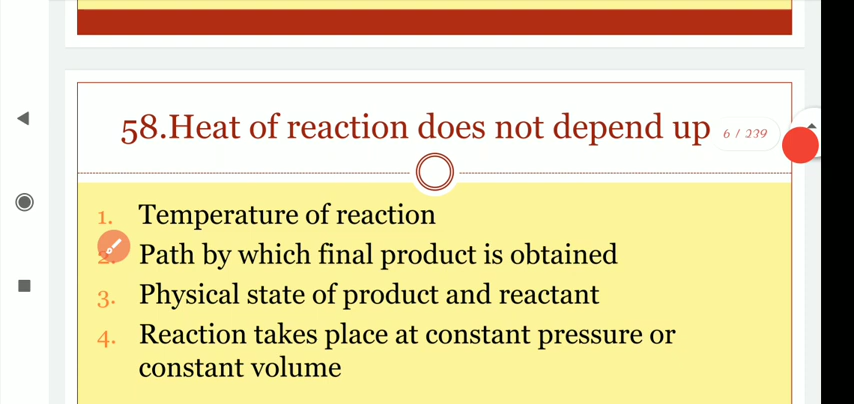 58.Heat of reaction does not depend up
6 / 239
1. Temperature of reaction
2. Path by which final product is obtained
3. Physical state of product and reactant
4. Reaction takes place at constant pressure or
constant volume